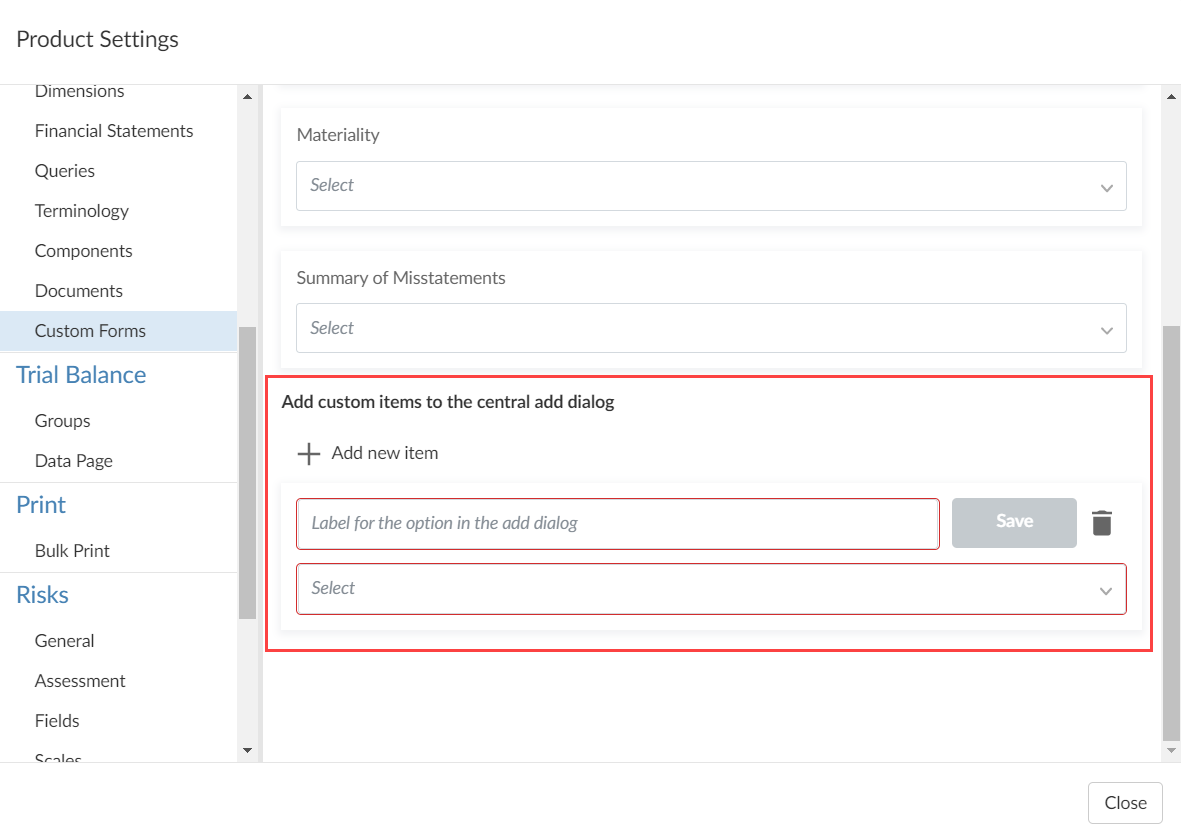 Product Settings
Dimensions
Financial Statements
Queries
Terminology
Components
Documents
Custom Forms
Trial Balance
Groups
Data Page
Print
Bulk Print
Risks
General
Assessment
Fields
Scales
Materiality
Select
Summary of Misstatements
Select
Add custom items to the central add dialog
Add new item
Label for the option in the add dialog
Save
Select
Close